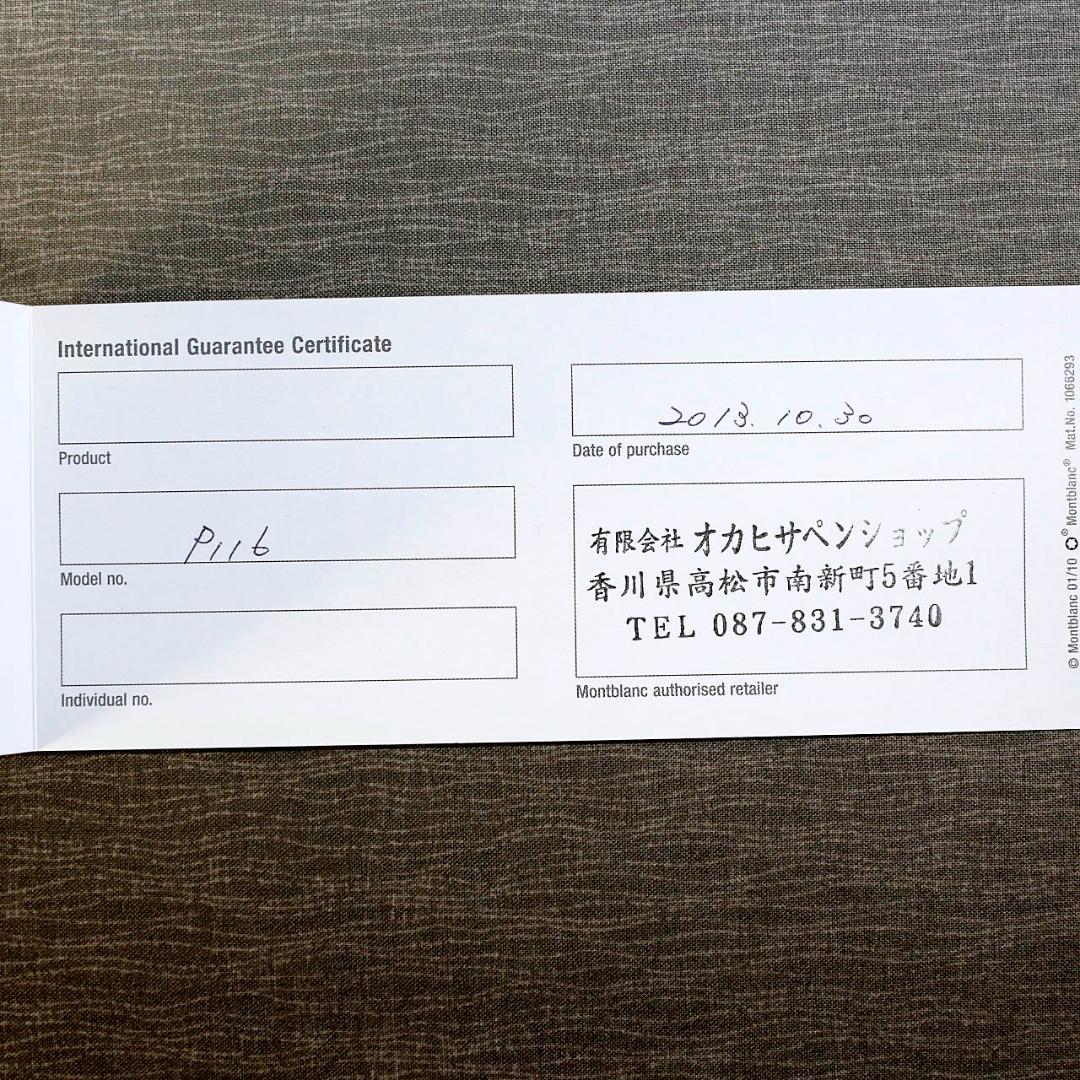 International Guarantee Certificate
Product
P116
Model no.
Individual no.
2013.10.30
Date of purchase
有限会社 オカヒサペンショップ
香川県高松市南新町5番地1
TEL 087-831-3740
Montblanc authorised retailer
© Montblanc 01/10 ® Montblanc® Mat.No. 1066293